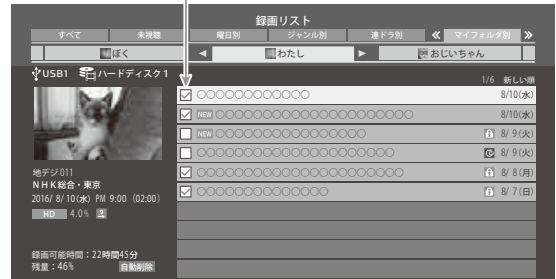 録画リスト
すべて 未視聴 曜日別 ジャンル別 連ドラ別 マイフォルダ別
ぼく ◀ わたし ▶ おじいちゃん
USB1 ハードディスク1
1/6 新しい順
○○○○○○○○○○○○ 8/10(水)
NEW ○○○○○○○○○○○○○○○○○○○○○ 8/10(水)
NEW ○○○○○○○○○○○○○○○○ 8/ 9(火)
○○○○○○○○○○○○○○○○○○○○○ 8/ 9(火)
○○○○○○○○○○○○○○○○○○○○○○ 8/ 8(月)
○○○○○○○○○○○○○○ 8/ 7(日)
地デジ011
NHK総合・東京
2016/ 8/10(水) PM 9:00 (02:00)
HD 4.0%
録画可能時間:22時間45分
残量:46% 自動削除